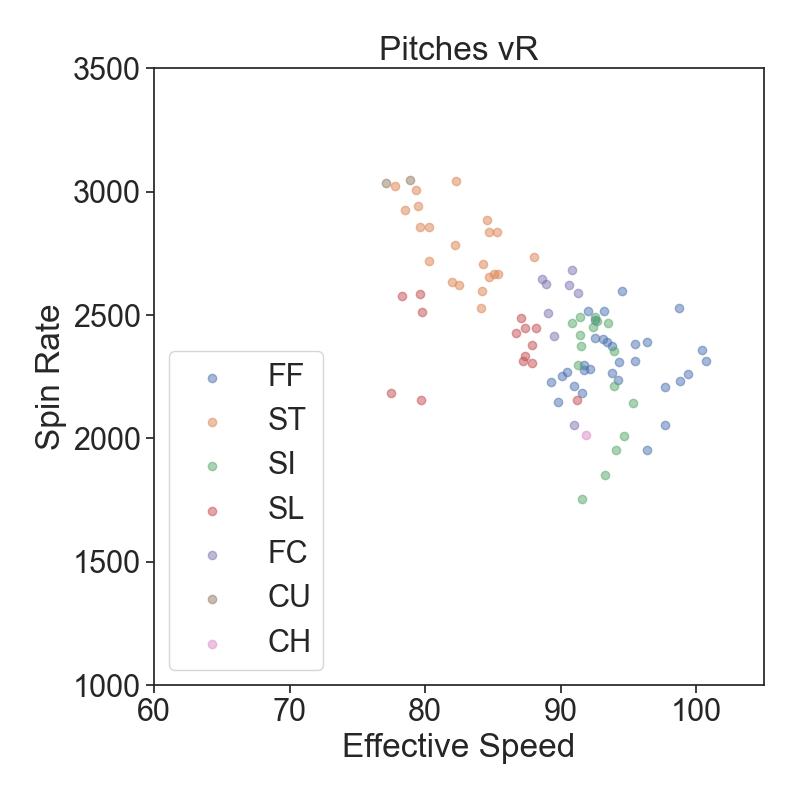 Pitches vR
3500
3000
2500
2000
1500
1000
Spin Rate
FF
ST
SI
SL
FC
CU
CH
60 70 80 90 100
Effective Speed